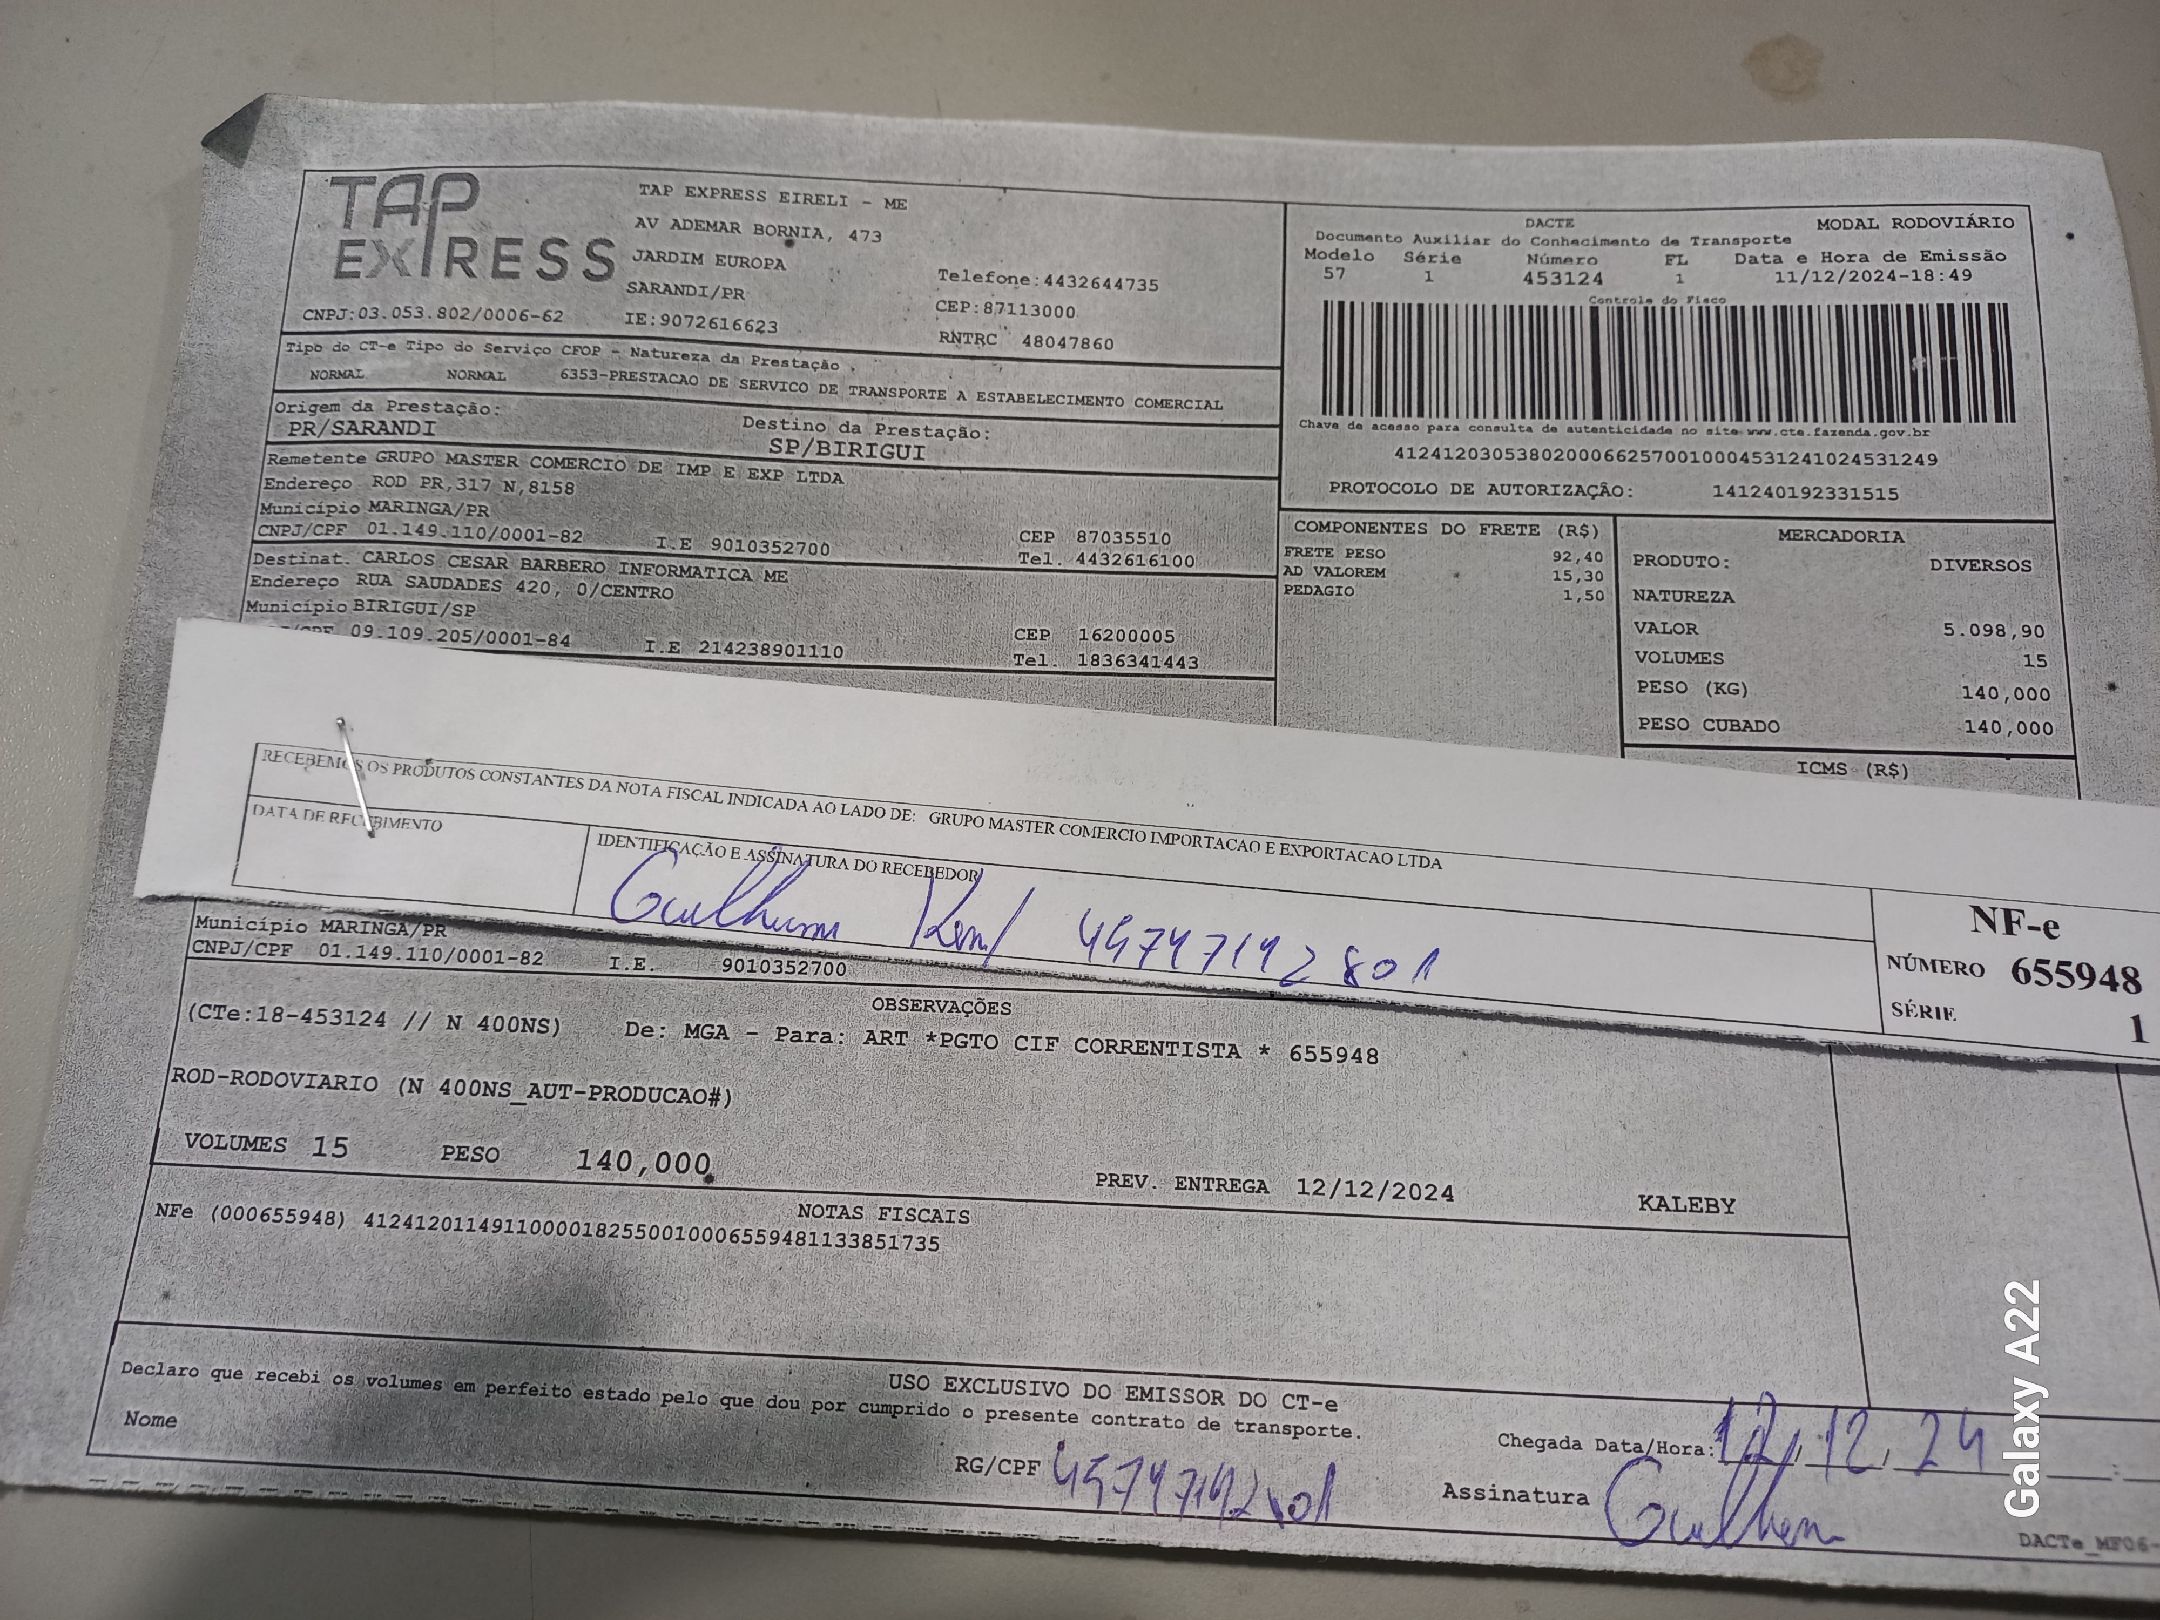 TAP EXPRESS
TAP EXPRESS EIRELI - ME
AV ADEMAR BORNIA, 473
JARDIM EUROPA
SARANDI/PR
Telefone:4432644735
CEP:87113000
CNPJ:03.053.802/0006-62 IE:9072616623
RNTRC 48047860
DACTE MODAL RODOVIÁRIO
Documento Auxiliar do Conhecimento de Transporte
Modelo Série Número FL Data e Hora de Emissão
57 1 453124 1 11/12/2024-18:49
Controle do Fisco
Chave de acesso para consulta de autenticidade no site www.cte.fazenda.gov.br
41241203053802000662570010004531241024531249
PROTOCOLO DE AUTORIZAÇÃO: 141240192331515
Tipo do CT-e Tipo do Serviço CFOP - Natureza da Prestação
NORMAL NORMAL 6353-PRESTACAO DE SERVICO DE TRANSPORTE A ESTABELECIMENTO COMERCIAL
Origem da Prestação: Destino da Prestação:
PR/SARANDI SP/BIRIGUI
Remetente GRUPO MASTER COMERCIO DE IMP E EXP LTDA
Endereço ROD PR,317 N,8158
Município MARINGA/PR CEP 87035510
CNPJ/CPF 01.149.110/0001-82 I.E 9010352700 Tel. 4432616100
Destinat. CARLOS CESAR BARBERO INFORMATICA ME
Endereço RUA SAUDADES 420, 0/CENTRO
Município BIRIGUI/SP CEP 16200005
09.109.205/0001-84 I.E 214238901110 Tel. 1836341443
COMPONENTES DO FRETE (R$)
FRETE PESO 92,40
AD VALOREM 15,30
PEDAGIO 1,50
MERCADORIA
PRODUTO: DIVERSOS
NATUREZA
VALOR 5.098,90
VOLUMES 15
PESO (KG) 140,000
PESO CUBADO 140,000
ICMS (R$)
RECEBEMOS OS PRODUTOS CONSTANTES DA NOTA FISCAL INDICADA AO LADO DE: GRUPO MASTER COMERCIO IMPORTACAO E EXPORTACAO LTDA
DATA DE RECEBIMENTO IDENTIFICAÇÃO E ASSINATURA DO RECEBEDOR
NF-e
NÚMERO 655948
SÉRIE 1
Município MARINGA/PR
CNPJ/CPF 01.149.110/0001-82 I.E. 9010352700
OBSERVAÇÕES
(CTe:18-453124 // N 400NS) De: MGA - Para: ART *PGTO CIF CORRENTISTA * 655948
ROD-RODOVIARIO (N 400NS_AUT-PRODUCAO#)
VOLUMES 15 PESO 140,000 PREV. ENTREGA 12/12/2024 KALEBY
NOTAS FISCAIS
NFe (000655948) 41241201149110000182550010006559481133851735
USO EXCLUSIVO DO EMISSOR DO CT-e
Declaro que recebi os volumes em perfeito estado pelo que dou por cumprido o presente contrato de transporte.
Nome Chegada Data/Hora: 12,12,24
RG/CPF Assinatura
Galaxy A22